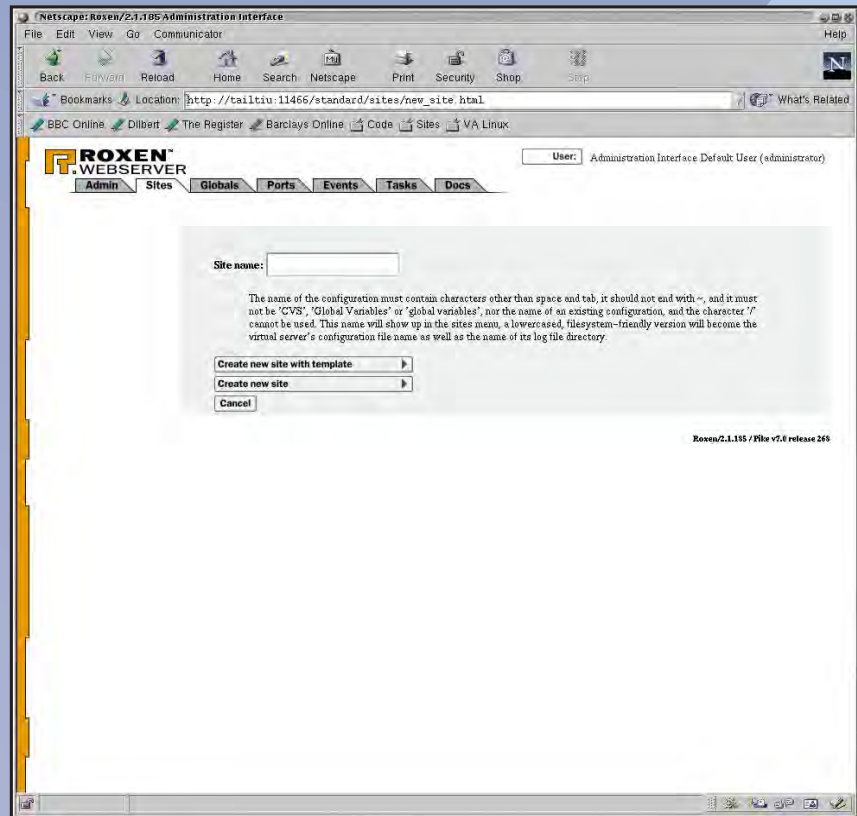 Netscape: Roxen/2.1.185 Administration Interface
File Edit View Go Communicator Help
Back Forward Reload Home Search Netscape Print Security Shop Stop
N
Bookmarks Location: http://tailtiu:11466/standard/sites/new_site.html What's Related
BBC Online Dilbert The Register Barclays Online Code Sites VA Linux
ROXEN™
WEBSERVER
User: Administration Interface Default User (administrator)
Admin Sites Globals Ports Events Tasks Docs
Site name:
The name of the configuration must contain characters other than space and tab, it should not end with ~, and it must
not be 'CVS', 'Global Variables' or 'global variables', nor the name of an existing configuration, and the character '/'
cannot be used. This name will show up in the sites menu, a lowercased, filesystem-friendly version will become the
virtual server's configuration file name as well as the name of its log file directory.
Create new site with template
Create new site
Cancel
Roxen/2.1.185 / Pike v7.0 release 268